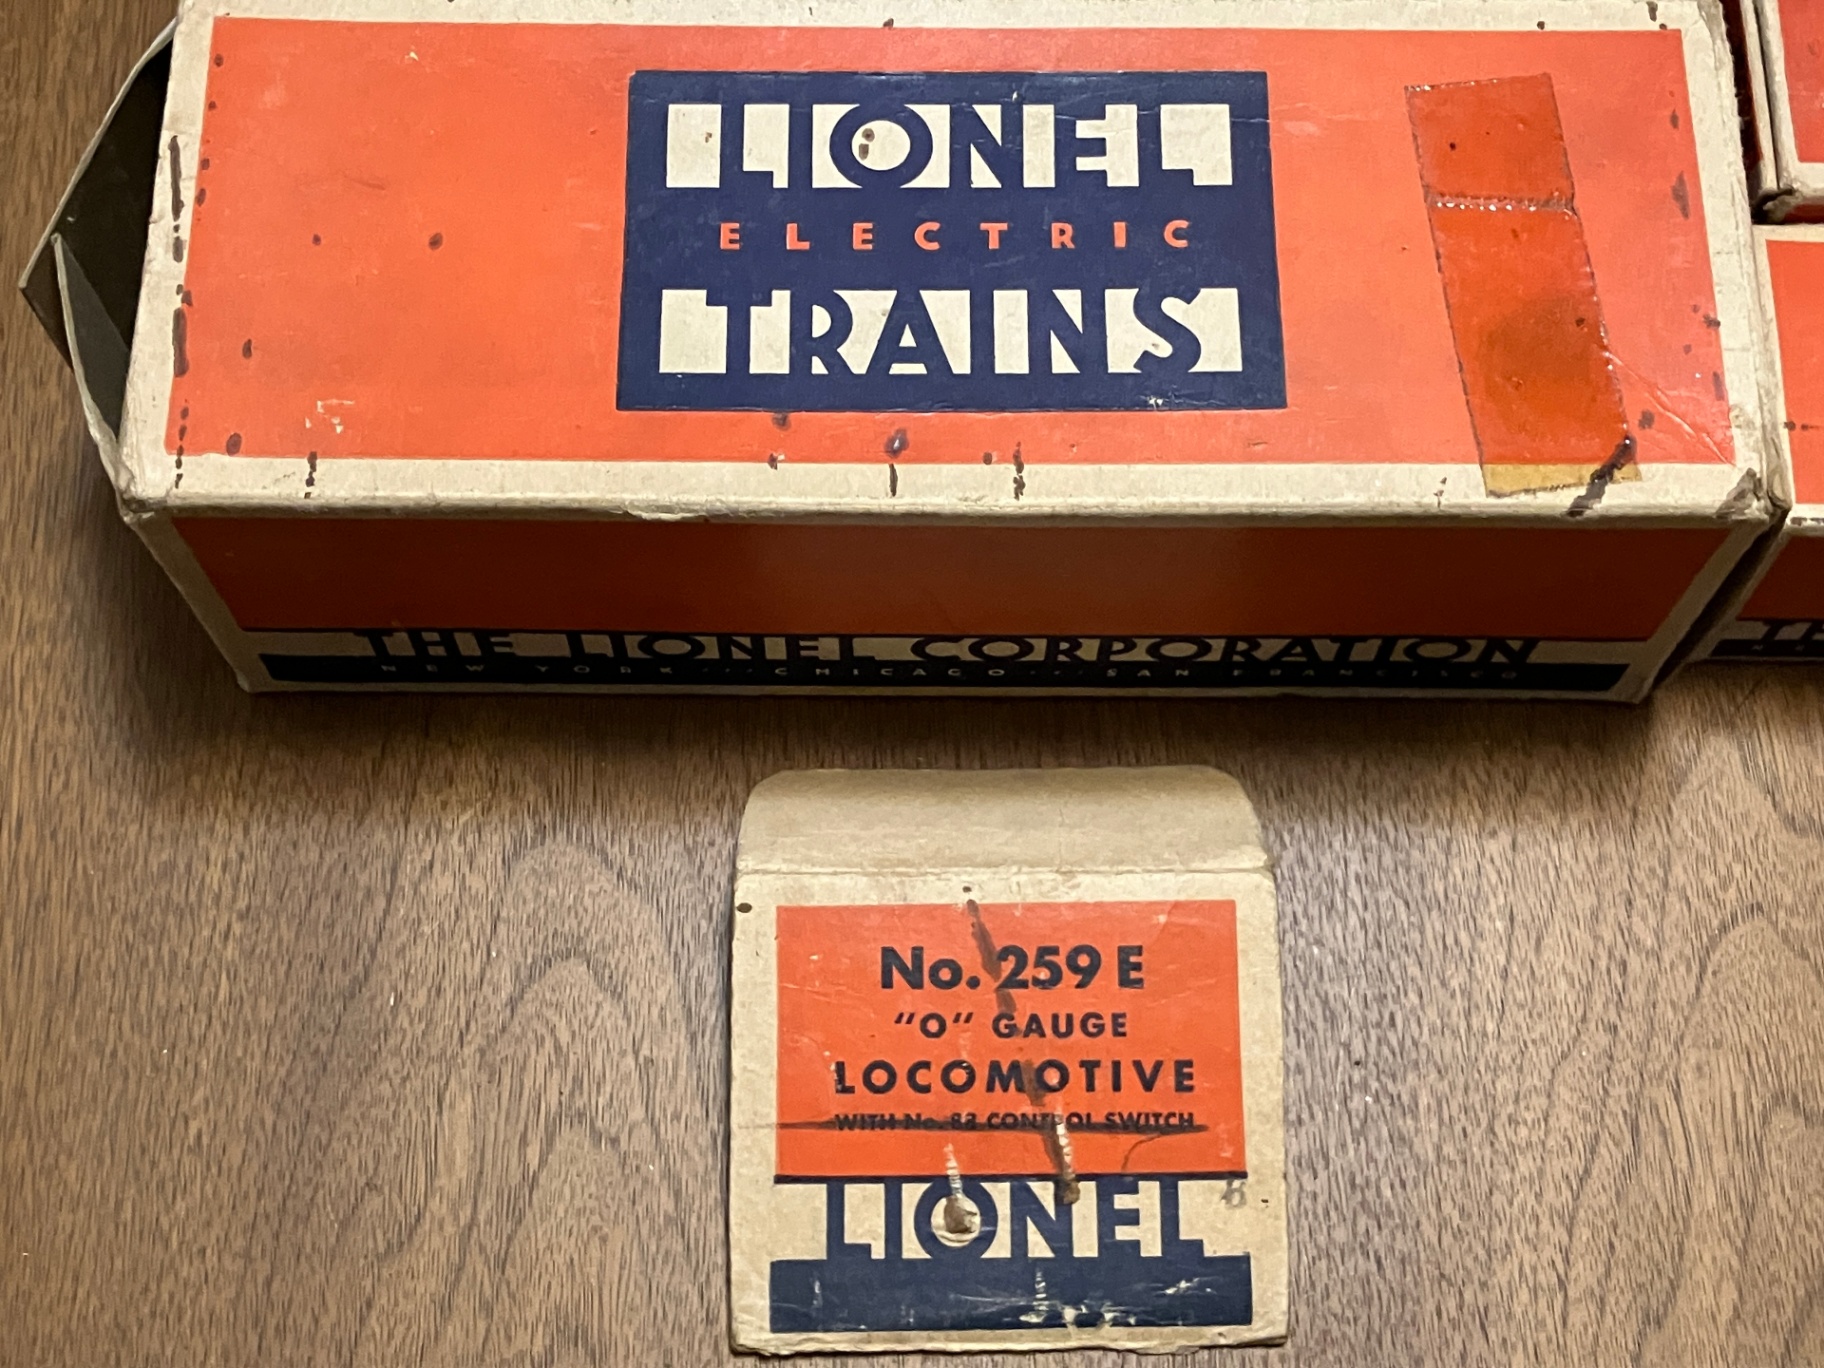 LIONEL
ELECTRIC
TRAINS
THE LIONEL CORPORATION
NEW YORK ··· CHICAGO ··· SAN FRANCISCO
No. 259 E
"O" GAUGE
LOCOMOTIVE
WITH No. 88 CONTROL SWITCH
LIONEL